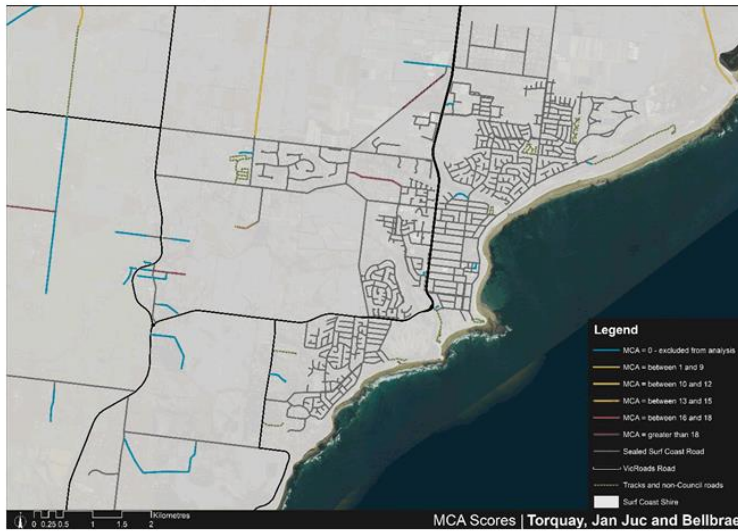 Legend
MCA = 0 - excluded from analysis
MCA = between 1 and 9
MCA = between 10 and 12
MCA = between 13 and 15
MCA = between 16 and 18
MCA = greater than 18
Sealed Surf Coast Road
VicRoads Road
Tracks and non-Council roads
Surf Coast Shire
0 0.25 0.5 1 1.5 2
Kilometres
MCA Scores | Torquay, Jan Juc and Bellbrae